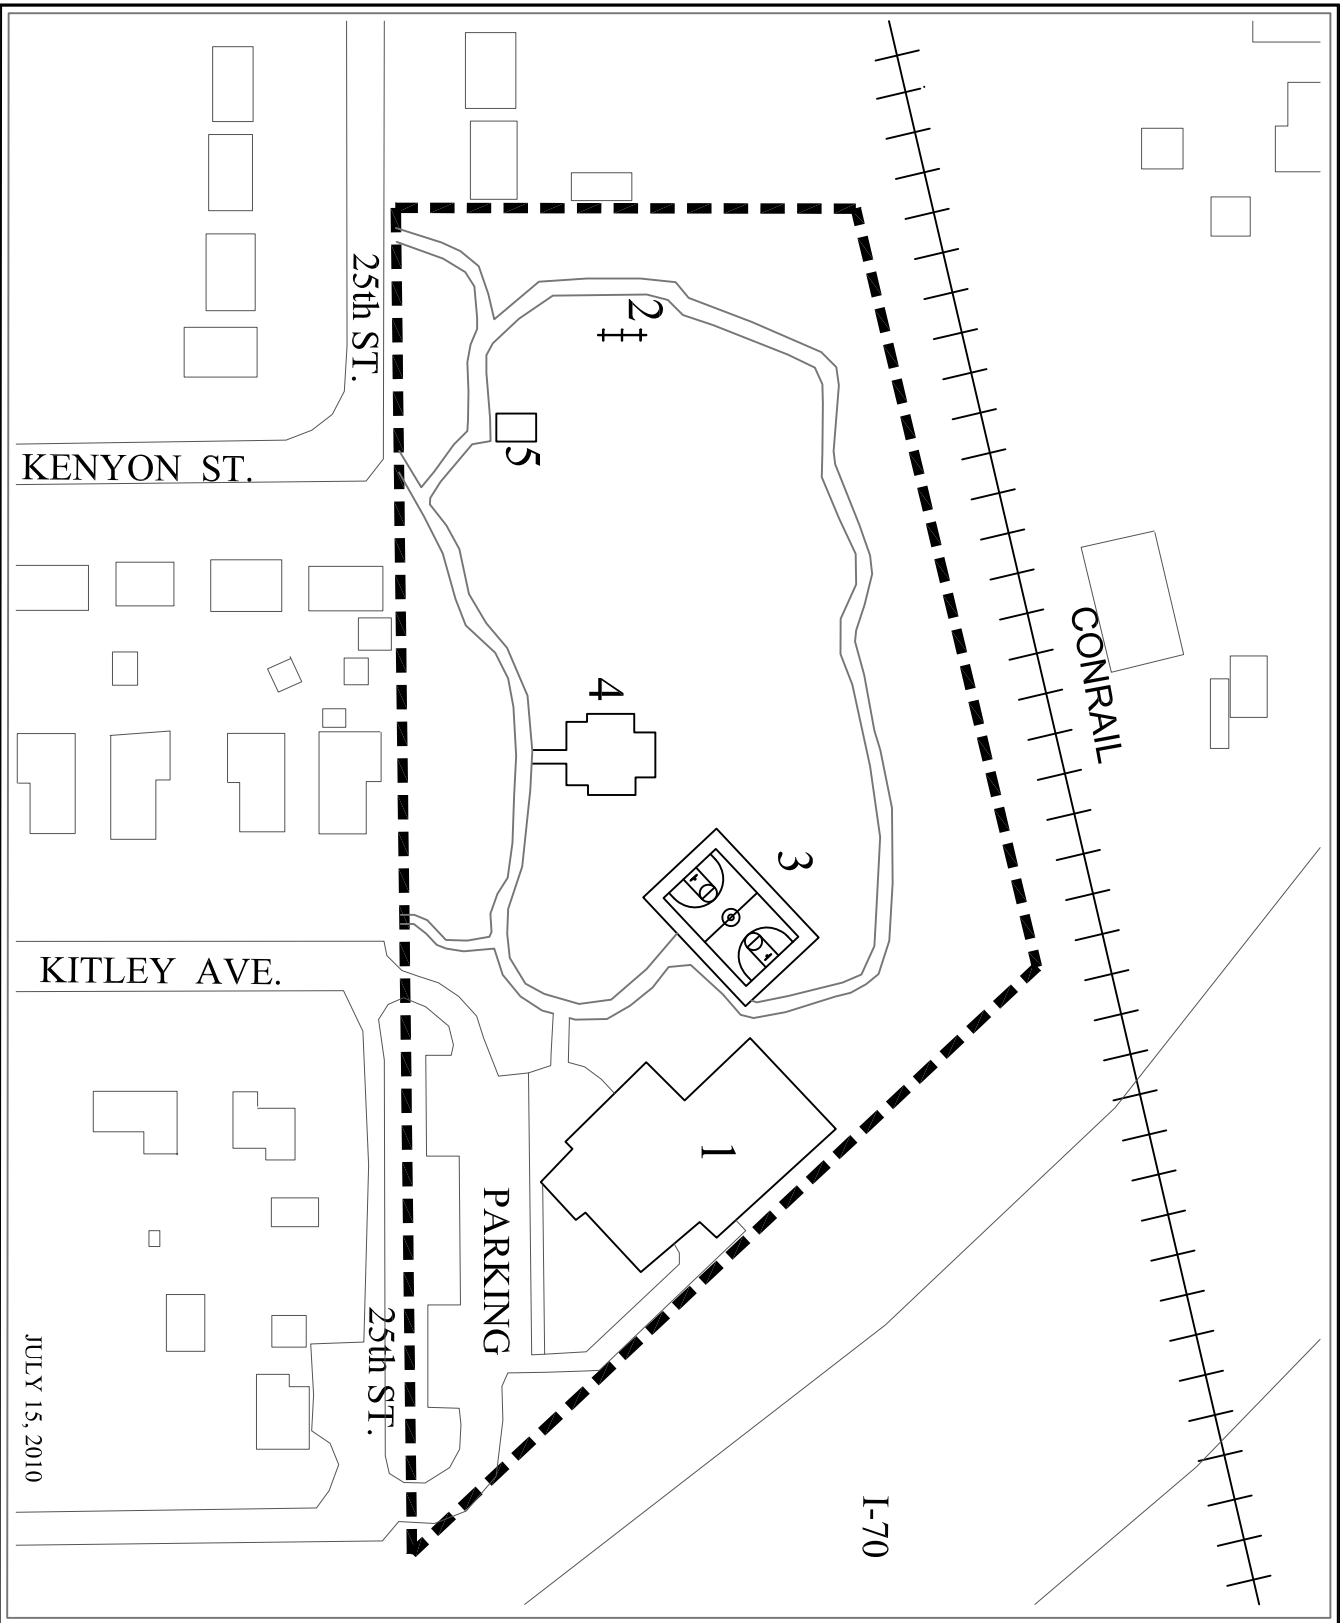 2
25th ST.
5
KENYON ST.
CONRAIL
4
3
KITLEY AVE.
1
PARKING
25th ST.
JULY 15, 2010
I-70